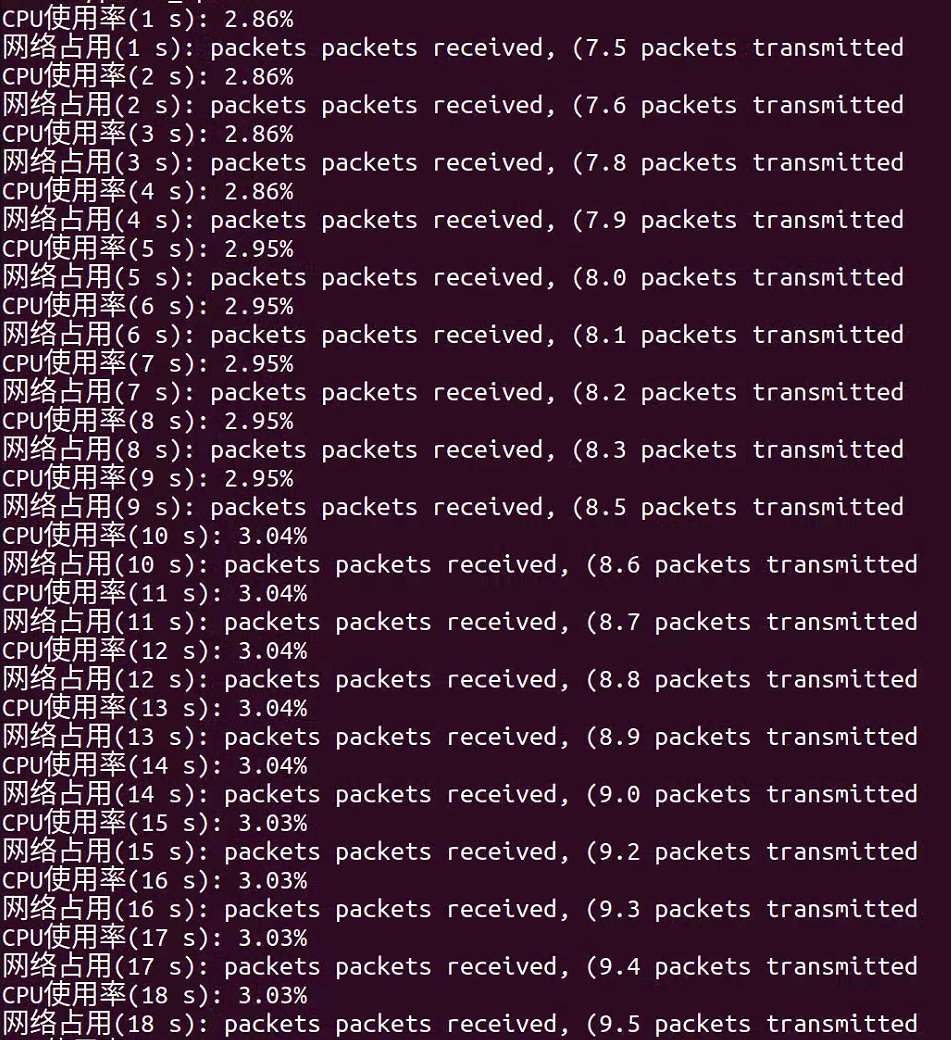 CPU使用率(1 s): 2.86%
网络占用(1 s): packets packets received, (7.5 packets transmitted
CPU使用率(2 s): 2.86%
网络占用(2 s): packets packets received, (7.6 packets transmitted
CPU使用率(3 s): 2.86%
网络占用(3 s): packets packets received, (7.8 packets transmitted
CPU使用率(4 s): 2.86%
网络占用(4 s): packets packets received, (7.9 packets transmitted
CPU使用率(5 s): 2.95%
网络占用(5 s): packets packets received, (8.0 packets transmitted
CPU使用率(6 s): 2.95%
网络占用(6 s): packets packets received, (8.1 packets transmitted
CPU使用率(7 s): 2.95%
网络占用(7 s): packets packets received, (8.2 packets transmitted
CPU使用率(8 s): 2.95%
网络占用(8 s): packets packets received, (8.3 packets transmitted
CPU使用率(9 s): 2.95%
网络占用(9 s): packets packets received, (8.5 packets transmitted
CPU使用率(10 s): 3.04%
网络占用(10 s): packets packets received, (8.6 packets transmitted
CPU使用率(11 s): 3.04%
网络占用(11 s): packets packets received, (8.7 packets transmitted
CPU使用率(12 s): 3.04%
网络占用(12 s): packets packets received, (8.8 packets transmitted
CPU使用率(13 s): 3.04%
网络占用(13 s): packets packets received, (8.9 packets transmitted
CPU使用率(14 s): 3.04%
网络占用(14 s): packets packets received, (9.0 packets transmitted
CPU使用率(15 s): 3.03%
网络占用(15 s): packets packets received, (9.2 packets transmitted
CPU使用率(16 s): 3.03%
网络占用(16 s): packets packets received, (9.3 packets transmitted
CPU使用率(17 s): 3.03%
网络占用(17 s): packets packets received, (9.4 packets transmitted
CPU使用率(18 s): 3.03%
网络占用(18 s): packets packets received, (9.5 packets transmitted